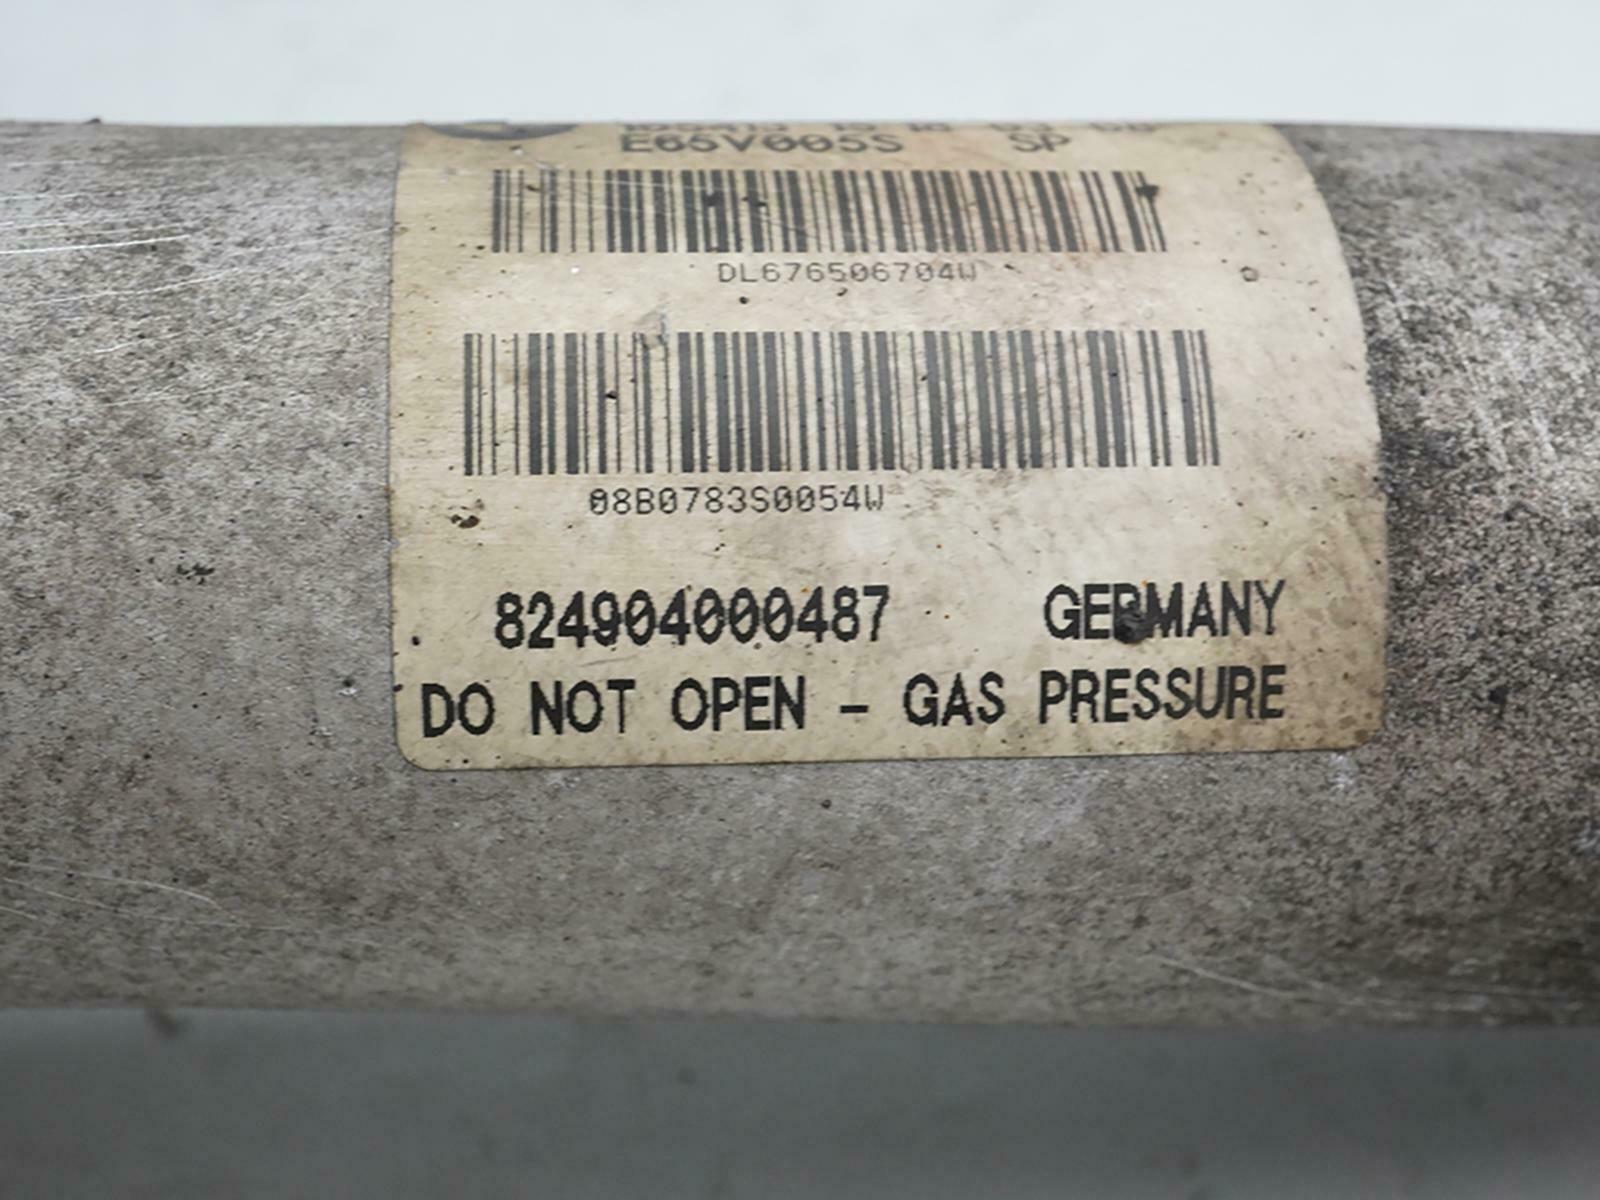 E65V005S SP
DL676506704W
08B0783S0054W
824904000487 GERMANY
DO NOT OPEN - GAS PRESSURE